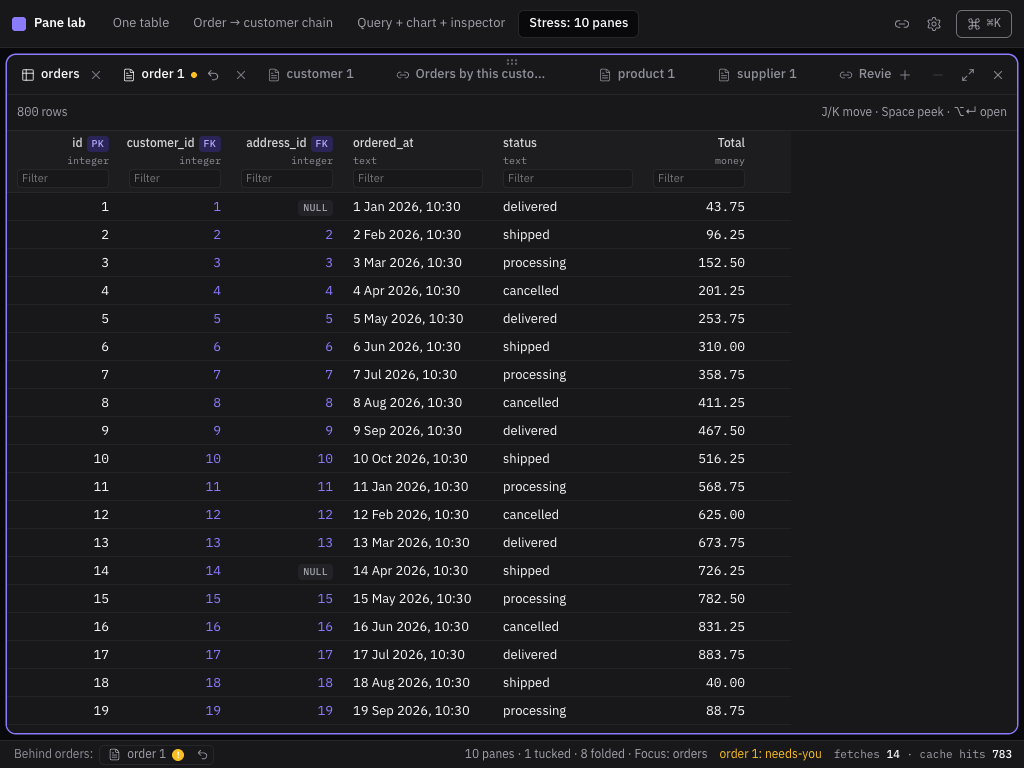 Pane lab One table Order → customer chain Query + chart + inspector Stress: 10 panes ⌘ ⌘K
orders order 1 customer 1 Orders by this custo... product 1 supplier 1 Revie
800 rows J/K move · Space peek · ⌥↵ open
id PK customer_id FK address_id FK ordered_at status Total
integer integer integer text text money
Filter Filter Filter Filter Filter Filter
1 1 NULL 1 Jan 2026, 10:30 delivered 43.75
2 2 2 2 Feb 2026, 10:30 shipped 96.25
3 3 3 3 Mar 2026, 10:30 processing 152.50
4 4 4 4 Apr 2026, 10:30 cancelled 201.25
5 5 5 5 May 2026, 10:30 delivered 253.75
6 6 6 6 Jun 2026, 10:30 shipped 310.00
7 7 7 7 Jul 2026, 10:30 processing 358.75
8 8 8 8 Aug 2026, 10:30 cancelled 411.25
9 9 9 9 Sep 2026, 10:30 delivered 467.50
10 10 10 10 Oct 2026, 10:30 shipped 516.25
11 11 11 11 Jan 2026, 10:30 processing 568.75
12 12 12 12 Feb 2026, 10:30 cancelled 625.00
13 13 13 13 Mar 2026, 10:30 delivered 673.75
14 14 NULL 14 Apr 2026, 10:30 shipped 726.25
15 15 15 15 May 2026, 10:30 processing 782.50
16 16 16 16 Jun 2026, 10:30 cancelled 831.25
17 17 17 17 Jul 2026, 10:30 delivered 883.75
18 18 18 18 Aug 2026, 10:30 shipped 40.00
19 19 19 19 Sep 2026, 10:30 processing 88.75
Behind orders: order 1 ! 10 panes · 1 tucked · 8 folded · Focus: orders order 1: needs-you fetches 14 · cache hits 783